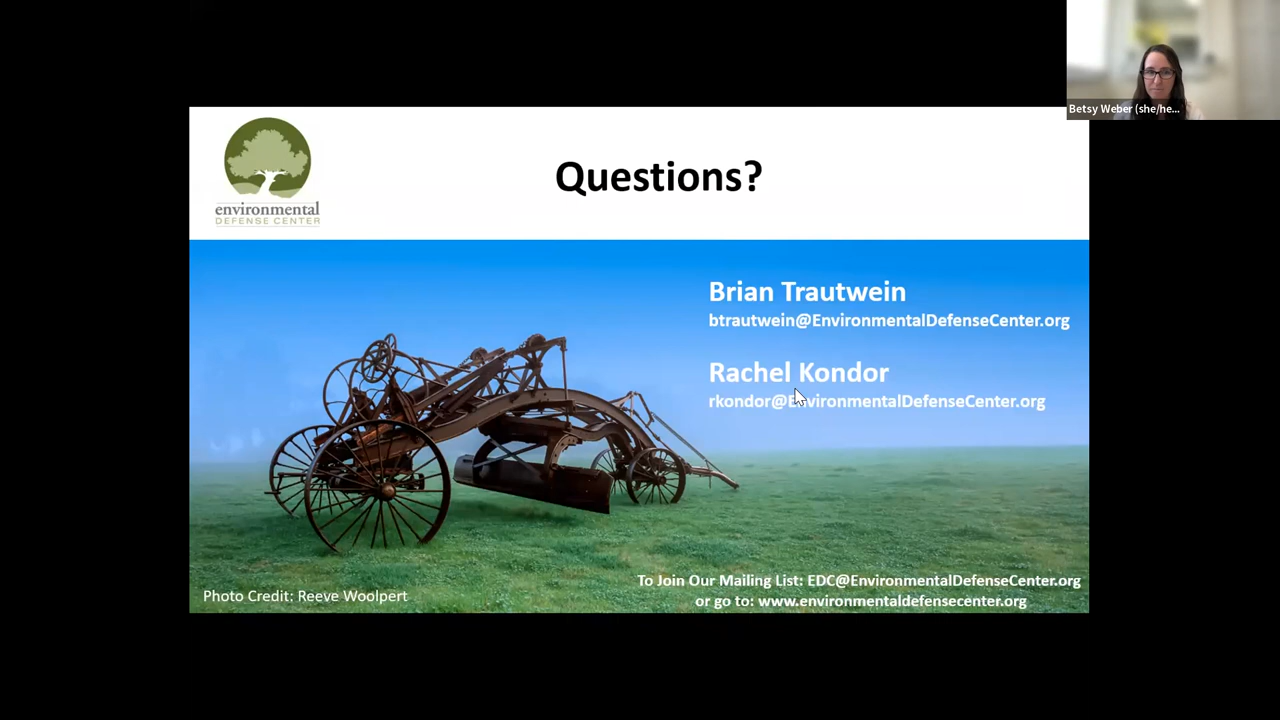 Betsy Weber (she/he...
environmental
DEFENSE CENTER
Questions?
Brian Trautwein
btrautwein@EnvironmentalDefenseCenter.org
Rachel Kondor
rkondor@EnvironmentalDefenseCenter.org
To Join Our Mailing List: EDC@EnvironmentalDefenseCenter.org
or go to: www.environmentaldefensecenter.org
Photo Credit: Reeve Woolpert